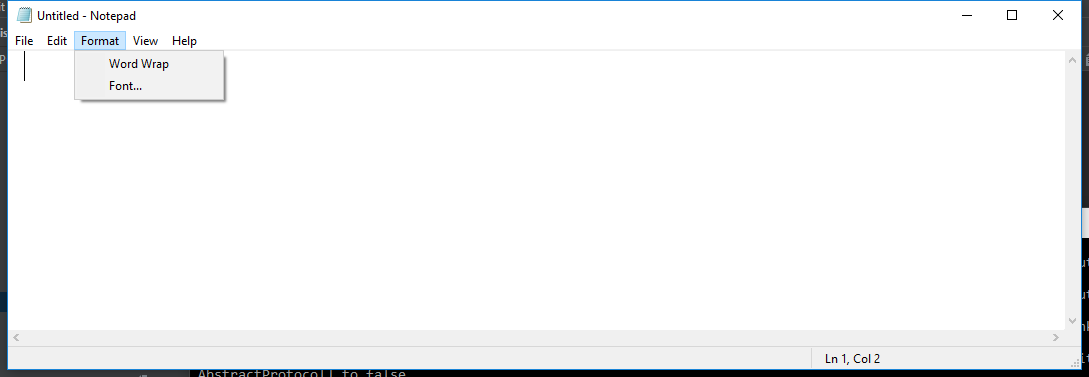 Untitled - Notepad
File Edit Format View Help
Word Wrap
Font...
Ln 1, Col 2
AbstractProtocol] to false